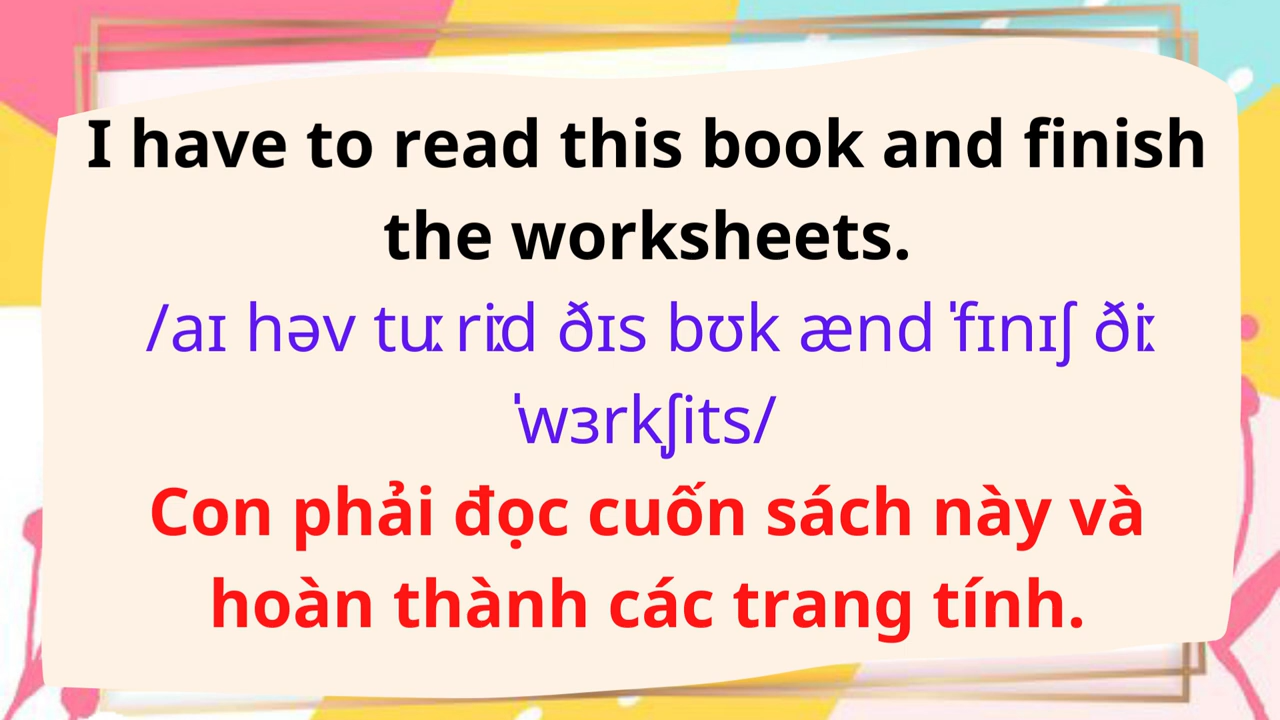 I have to read this book and finish
the worksheets.
/aɪ həv tuː riːd ðɪs bʊk ænd ˈfɪnɪʃ ðiː
ˈwɜrkʃits/
Con phải đọc cuốn sách này và
hoàn thành các trang tính.